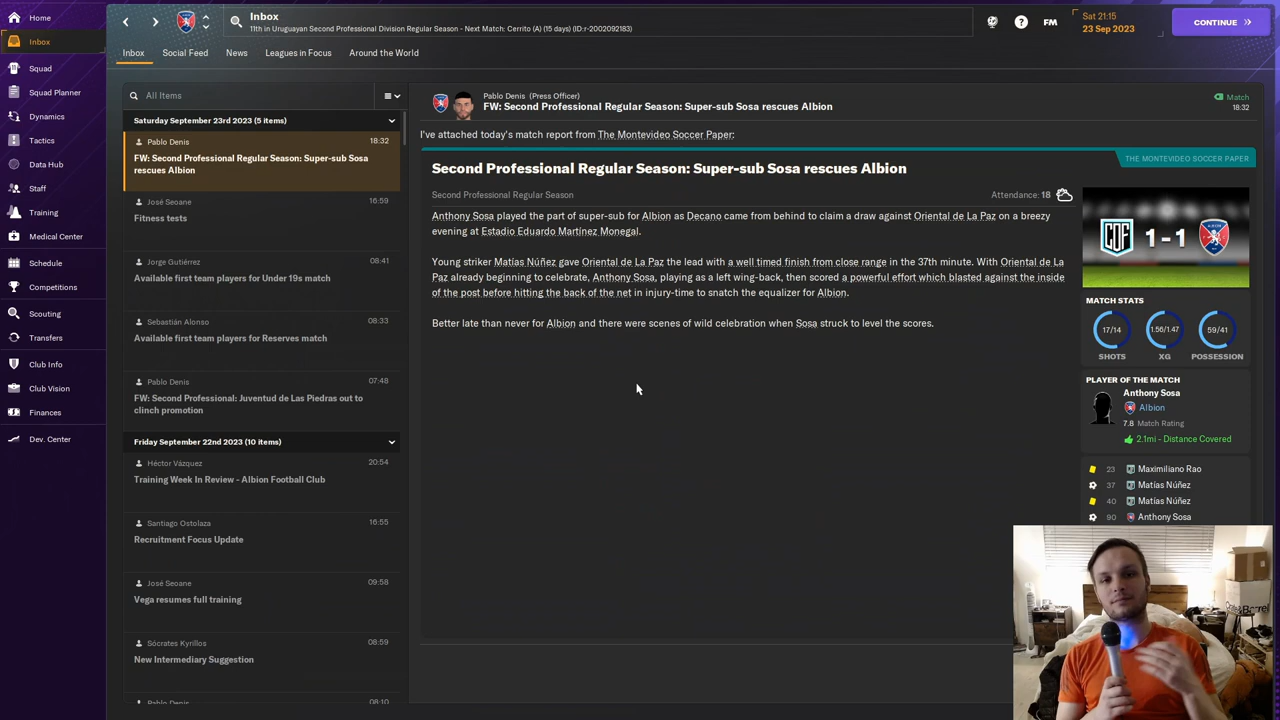 Home
Inbox
Squad
Squad Planner
Dynamics
Tactics
Data Hub
Staff
Training
Medical Center
Schedule
Competitions
Scouting
Transfers
Club Info
Club Vision
Finances
Dev. Center
Inbox
11th in Uruguayan Second Professional Division Regular Season - Next Match: Cerrito (A) (15 days) (ID:r-2002092183)
?
FM
Sat 21:15
23 Sep 2023
CONTINUE
Inbox
Social Feed
News
Leagues in Focus
Around the World
All Items
Saturday September 23rd 2023 (5 items)
Pablo Denis 18:32
FW: Second Professional Regular Season: Super-sub Sosa
rescues Albion
José Seoane 16:59
Fitness tests
Jorge Gutiérrez 08:41
Available first team players for Under 19s match
Sebastián Alonso 08:33
Available first team players for Reserves match
Pablo Denis 07:48
FW: Second Professional: Juventud de Las Piedras out to
clinch promotion
Friday September 22nd 2023 (10 items)
Héctor Vázquez 20:54
Training Week In Review - Albion Football Club
Santiago Ostolaza 16:55
Recruitment Focus Update
José Seoane 09:58
Vega resumes full training
Sócrates Kyrillos 08:59
New Intermediary Suggestion
Pablo Denis 08:10
Pablo Denis (Press Officer)
FW: Second Professional Regular Season: Super-sub Sosa rescues Albion
Match
18:32
I've attached today's match report from The Montevideo Soccer Paper:
THE MONTEVIDEO SOCCER PAPER
Second Professional Regular Season: Super-sub Sosa rescues Albion
Second Professional Regular Season
Attendance: 18
Anthony Sosa played the part of super-sub for Albion as Decano came from behind to claim a draw against Oriental de La Paz on a breezy
evening at Estadio Eduardo Martínez Monegal.
Young striker Matías Núñez gave Oriental de La Paz the lead with a well timed finish from close range in the 37th minute. With Oriental de La
Paz already beginning to celebrate, Anthony Sosa, playing as a left wing-back, then scored a powerful effort which blasted against the inside
of the post before hitting the back of the net in injury-time to snatch the equalizer for Albion.
Better late than never for Albion and there were scenes of wild celebration when Sosa struck to level the scores.
1-1
MATCH STATS
17/14
1.56/1.47
59/41
SHOTS
XG
POSSESSION
PLAYER OF THE MATCH
Anthony Sosa
Albion
7.8 Match Rating
2.1mi - Distance Covered
23 Maximiliano Rao
37 Matías Núñez
40 Matías Núñez
90 Anthony Sosa